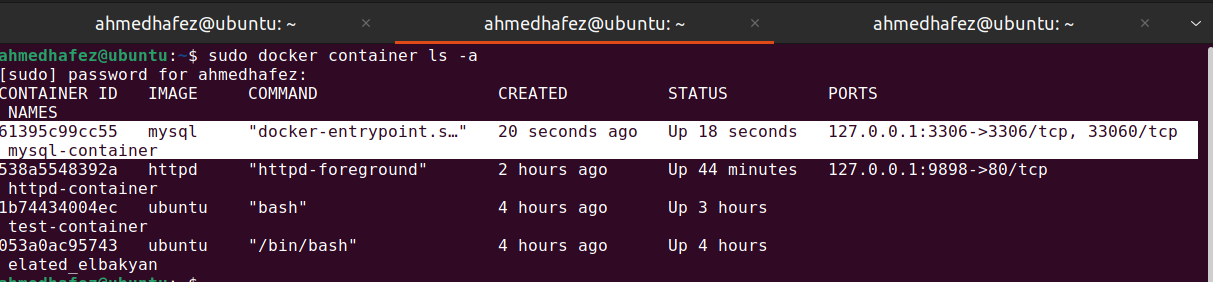 ahmedhafez@ubuntu: ~ × ahmedhafez@ubuntu: ~ × ahmedhafez@ubuntu: ~ ×
ahmedhafez@ubuntu:~$ sudo docker container ls -a
[sudo] password for ahmedhafez:
CONTAINER ID   IMAGE     COMMAND                  CREATED          STATUS          PORTS
 NAMES
61395c99cc55   mysql     "docker-entrypoint.s…"   20 seconds ago   Up 18 seconds   127.0.0.1:3306->3306/tcp, 33060/tcp
 mysql-container
538a5548392a   httpd     "httpd-foreground"       2 hours ago      Up 44 minutes   127.0.0.1:9898->80/tcp
 httpd-container
1b74434004ec   ubuntu    "bash"                   4 hours ago      Up 3 hours
 test-container
053a0ac95743   ubuntu    "/bin/bash"              4 hours ago      Up 4 hours
 elated_elbakyan
ahmedhafez@ubuntu:~$